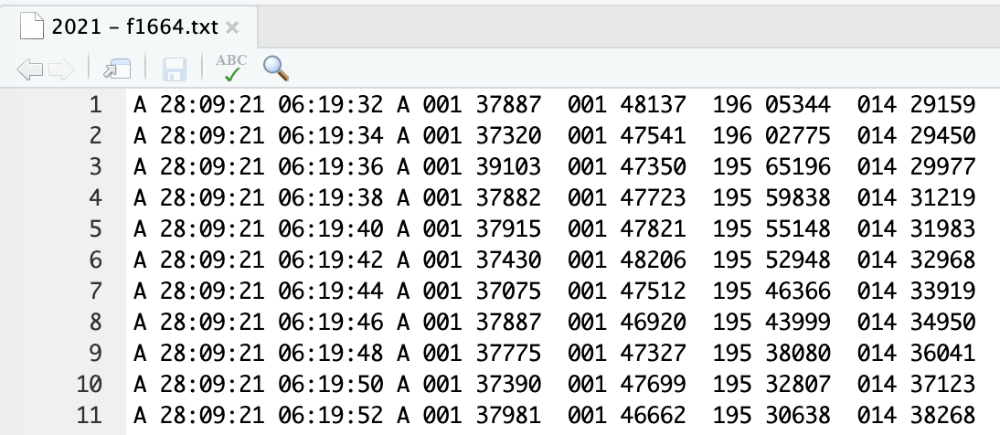 2021 – f1664.txt
ABC
1 A 28:09:21 06:19:32 A 001 37887  001 48137  196 05344  014 29159
2 A 28:09:21 06:19:34 A 001 37320  001 47541  196 02775  014 29450
3 A 28:09:21 06:19:36 A 001 39103  001 47350  195 65196  014 29977
4 A 28:09:21 06:19:38 A 001 37882  001 47723  195 59838  014 31219
5 A 28:09:21 06:19:40 A 001 37915  001 47821  195 55148  014 31983
6 A 28:09:21 06:19:42 A 001 37430  001 48206  195 52948  014 32968
7 A 28:09:21 06:19:44 A 001 37075  001 47512  195 46366  014 33919
8 A 28:09:21 06:19:46 A 001 37887  001 46920  195 43999  014 34950
9 A 28:09:21 06:19:48 A 001 37775  001 47327  195 38080  014 36041
10 A 28:09:21 06:19:50 A 001 37390  001 47699  195 32807  014 37123
11 A 28:09:21 06:19:52 A 001 37981  001 46662  195 30638  014 38268